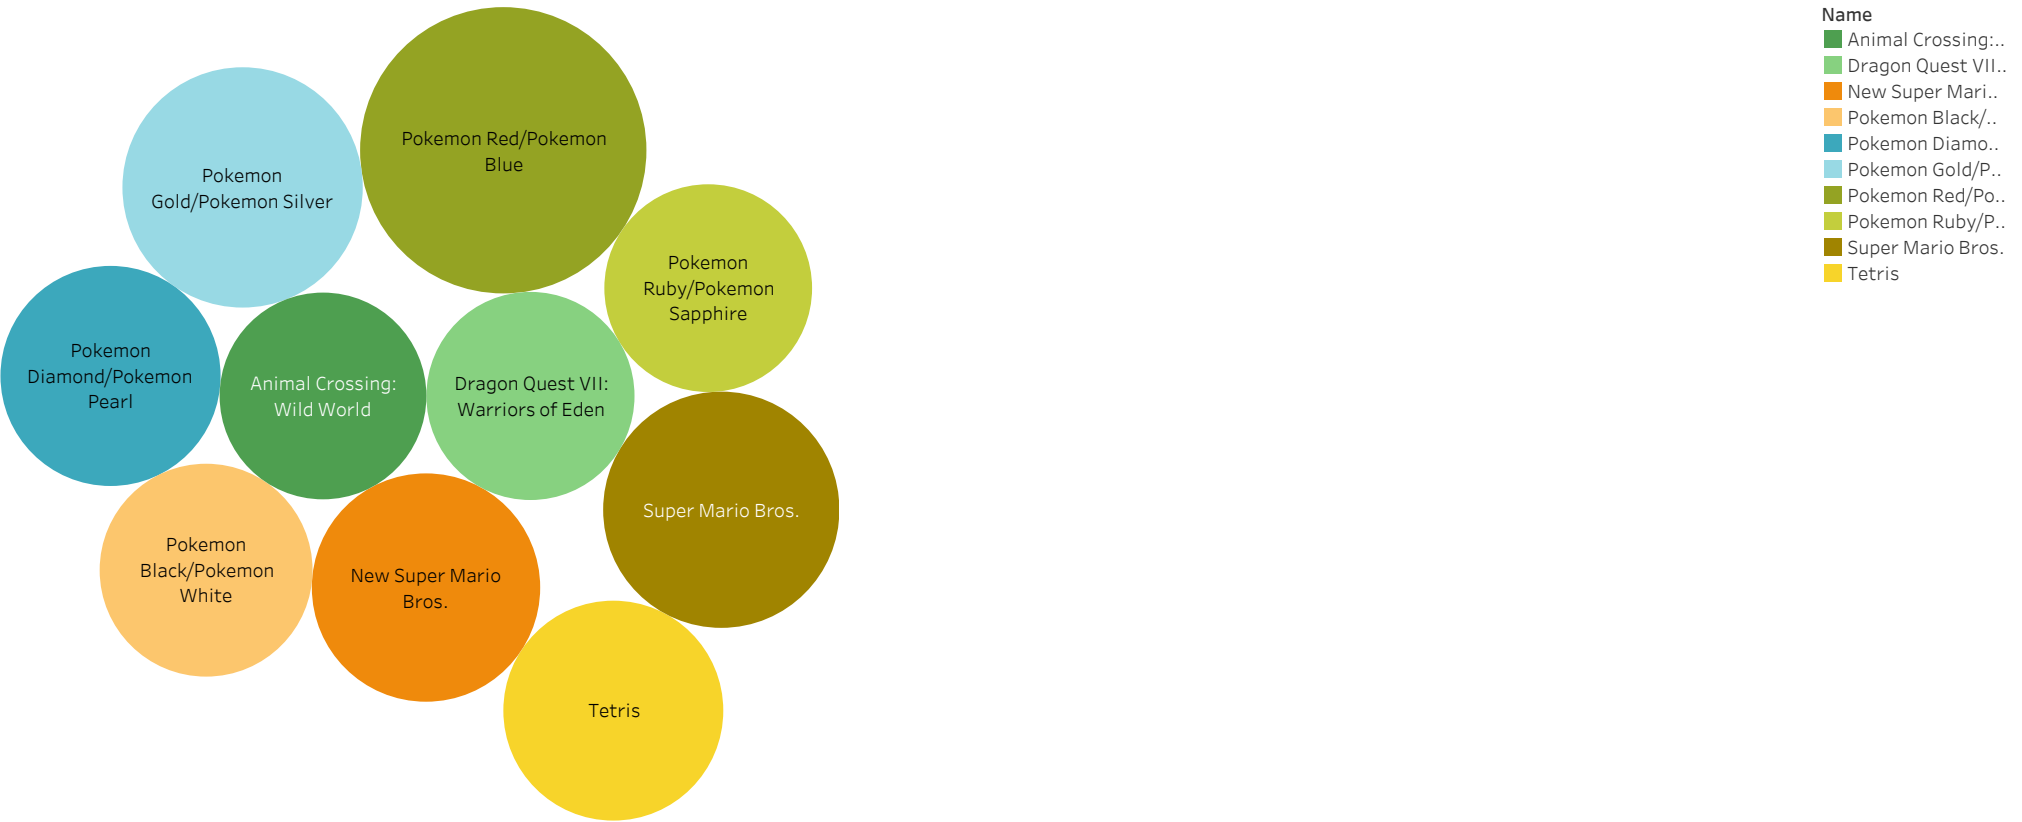 Pokemon Red/Pokemon
Blue
Pokemon
Gold/Pokemon Silver
Pokemon
Ruby/Pokemon
Sapphire
Pokemon
Diamond/Pokemon
Pearl
Animal Crossing:
Wild World
Dragon Quest VII:
Warriors of Eden
Super Mario Bros.
Pokemon
Black/Pokemon
White
New Super Mario
Bros.
Tetris
Name
Animal Crossing:..
Dragon Quest VII..
New Super Mari..
Pokemon Black/..
Pokemon Diamo..
Pokemon Gold/P..
Pokemon Red/Po..
Pokemon Ruby/P..
Super Mario Bros.
Tetris